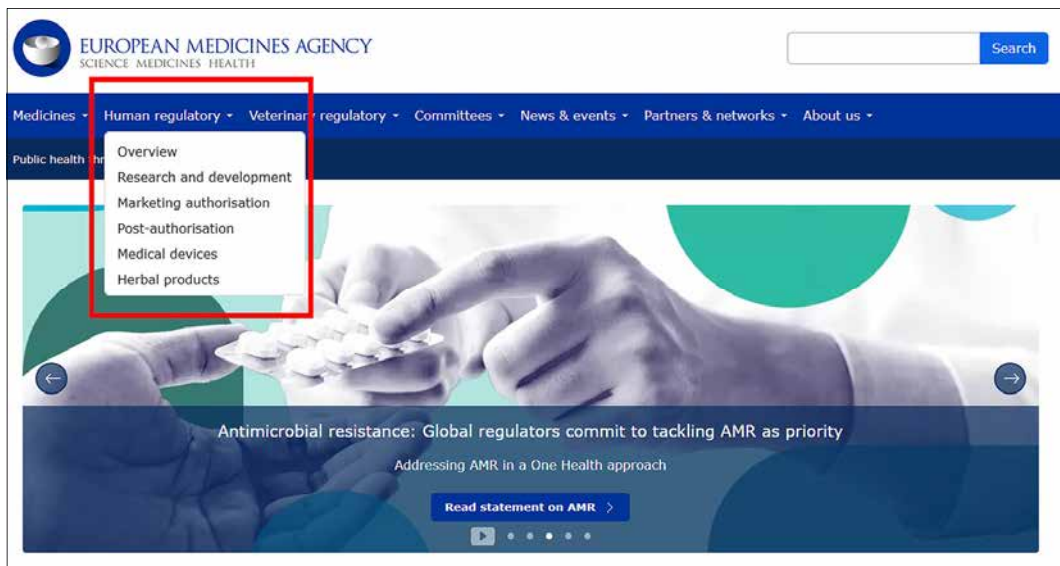 EUROPEAN MEDICINES AGENCY
SCIENCE MEDICINES HEALTH
Search
Medicines Human regulatory Veterinary regulatory Committees News & events Partners & networks About us
Public health thr
Overview
Research and development
Marketing authorisation
Post-authorisation
Medical devices
Herbal products
Antimicrobial resistance: Global regulators commit to tackling AMR as priority
Addressing AMR in a One Health approach
Read statement on AMR